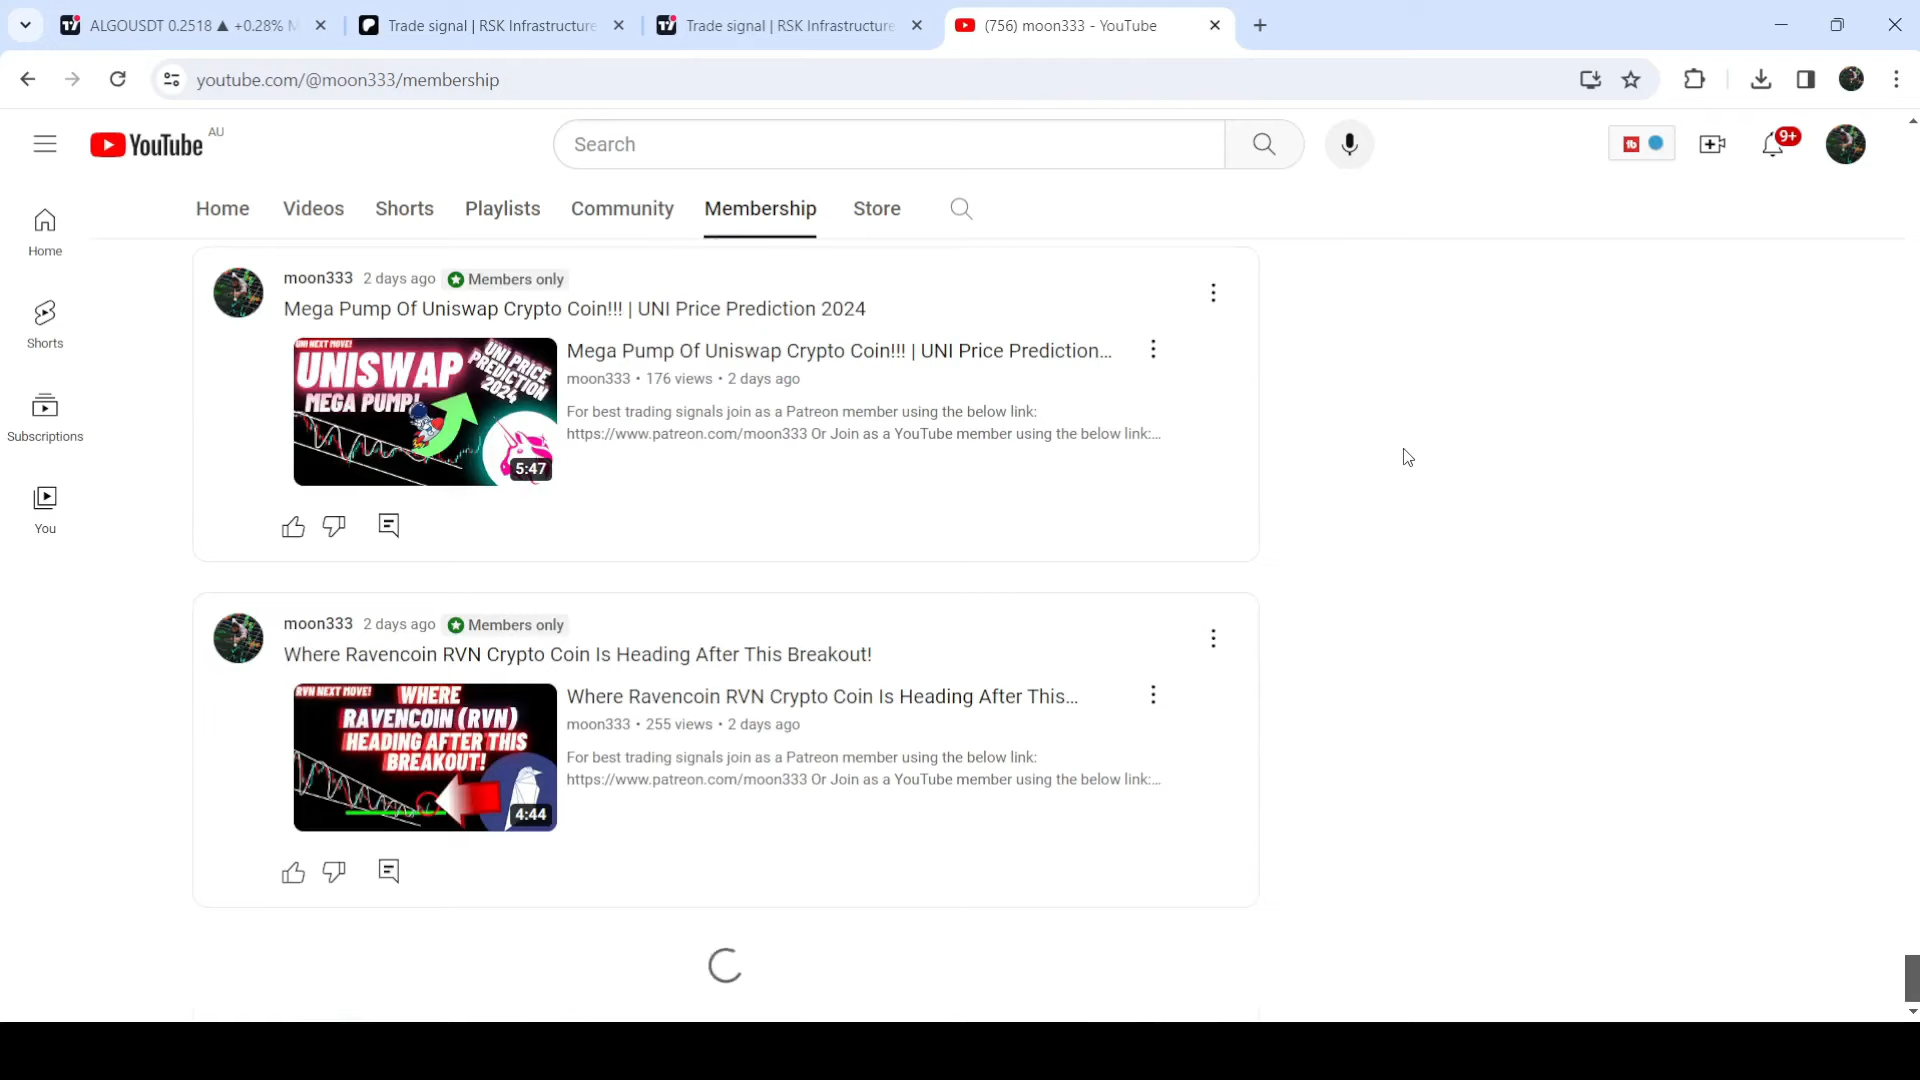 ALGOUSDT 0.2518 ▲ +0.28%
Trade signal | RSK Infrastructure
Trade signal | RSK Infrastructure
(756) moon333 - YouTube
youtube.com/@moon333/membership
YouTube AU
Search
9+
Home
Videos
Shorts
Playlists
Community
Membership
Store
Home
Shorts
Subscriptions
You
moon333 2 days ago Members only
Mega Pump Of Uniswap Crypto Coin!!! | UNI Price Prediction 2024
UNI NEXT MOVE!
UNISWAP
MEGA PUMP!
UNI PRICE
PREDICTION
2024
5:47
Mega Pump Of Uniswap Crypto Coin!!! | UNI Price Prediction...
moon333 • 176 views • 2 days ago
For best trading signals join as a Patreon member using the below link:
https://www.patreon.com/moon333 Or Join as a YouTube member using the below link:...
moon333 2 days ago Members only
Where Ravencoin RVN Crypto Coin Is Heading After This Breakout!
RVN NEXT MOVE!
WHERE
RAVENCOIN (RVN)
HEADING AFTER THIS
BREAKOUT!
4:44
Where Ravencoin RVN Crypto Coin Is Heading After This...
moon333 • 255 views • 2 days ago
For best trading signals join as a Patreon member using the below link:
https://www.patreon.com/moon333 Or Join as a YouTube member using the below link:...